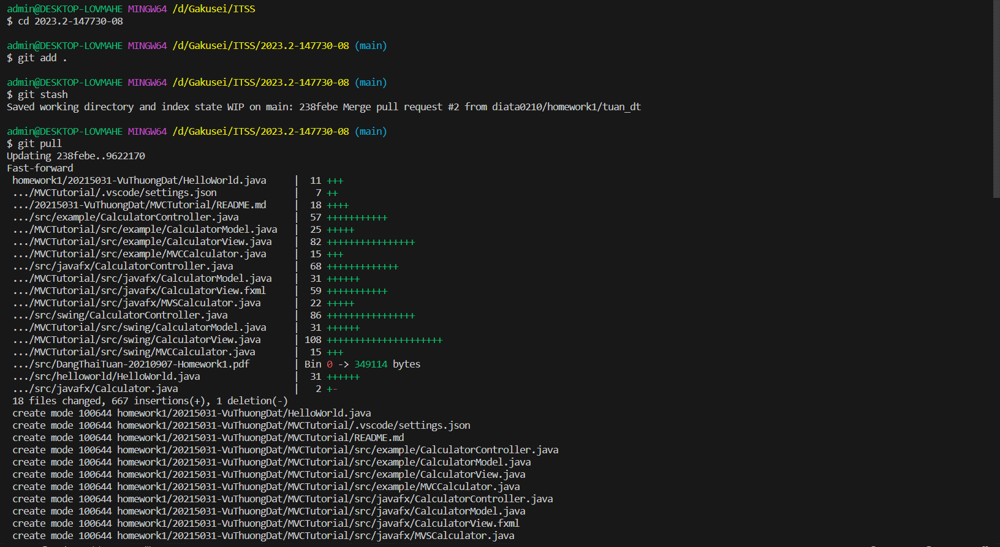 admin@DESKTOP-LOVMAHE MINGW64 /d/Gakusei/ITSS
$ cd 2023.2-147730-08
admin@DESKTOP-LOVMAHE MINGW64 /d/Gakusei/ITSS/2023.2-147730-08 (main)
$ git add .
admin@DESKTOP-LOVMAHE MINGW64 /d/Gakusei/ITSS/2023.2-147730-08 (main)
$ git stash
Saved working directory and index state WIP on main: 238febe Merge pull request #2 from diata0210/homework1/tuan_dt
admin@DESKTOP-LOVMAHE MINGW64 /d/Gakusei/ITSS/2023.2-147730-08 (main)
$ git pull
Updating 238febe..9622170
Fast-forward
homework1/20215031-VuThuongDat/HelloWorld.java | 11 +++
.../MVCTutorial/.vscode/settings.json | 7 ++
.../20215031-VuThuongDat/MVCTutorial/README.md | 18 ++++
.../src/example/CalculatorController.java | 57 +++++++++++
.../MVCTutorial/src/example/CalculatorModel.java | 25 +++++
.../MVCTutorial/src/example/CalculatorView.java | 82 ++++++++++++++++
.../MVCTutorial/src/example/MVCCalculator.java | 15 +++
.../src/javafx/CalculatorController.java | 68 +++++++++++++
.../MVCTutorial/src/javafx/CalculatorModel.java | 31 ++++++
.../MVCTutorial/src/javafx/CalculatorView.fxml | 59 +++++++++++
.../MVCTutorial/src/javafx/MVSCalculator.java | 22 +++++
.../src/swing/CalculatorController.java | 86 ++++++++++++++++
.../MVCTutorial/src/swing/CalculatorModel.java | 31 ++++++
.../MVCTutorial/src/swing/CalculatorView.java | 108 +++++++++++++++++++++
.../MVCTutorial/src/swing/MVCCalculator.java | 15 +++
.../src/DangThaiTuan-20210907-Homework1.pdf | Bin 0 -> 349114 bytes
.../src/helloworld/HelloWorld.java | 31 ++++++
.../src/javafx/Calculator.java | 2 +-
18 files changed, 667 insertions(+), 1 deletion(-)
create mode 100644 homework1/20215031-VuThuongDat/HelloWorld.java
create mode 100644 homework1/20215031-VuThuongDat/MVCTutorial/.vscode/settings.json
create mode 100644 homework1/20215031-VuThuongDat/MVCTutorial/README.md
create mode 100644 homework1/20215031-VuThuongDat/MVCTutorial/src/example/CalculatorController.java
create mode 100644 homework1/20215031-VuThuongDat/MVCTutorial/src/example/CalculatorModel.java
create mode 100644 homework1/20215031-VuThuongDat/MVCTutorial/src/example/CalculatorView.java
create mode 100644 homework1/20215031-VuThuongDat/MVCTutorial/src/example/MVCCalculator.java
create mode 100644 homework1/20215031-VuThuongDat/MVCTutorial/src/javafx/CalculatorController.java
create mode 100644 homework1/20215031-VuThuongDat/MVCTutorial/src/javafx/CalculatorModel.java
create mode 100644 homework1/20215031-VuThuongDat/MVCTutorial/src/javafx/CalculatorView.fxml
create mode 100644 homework1/20215031-VuThuongDat/MVCTutorial/src/javafx/MVSCalculator.java